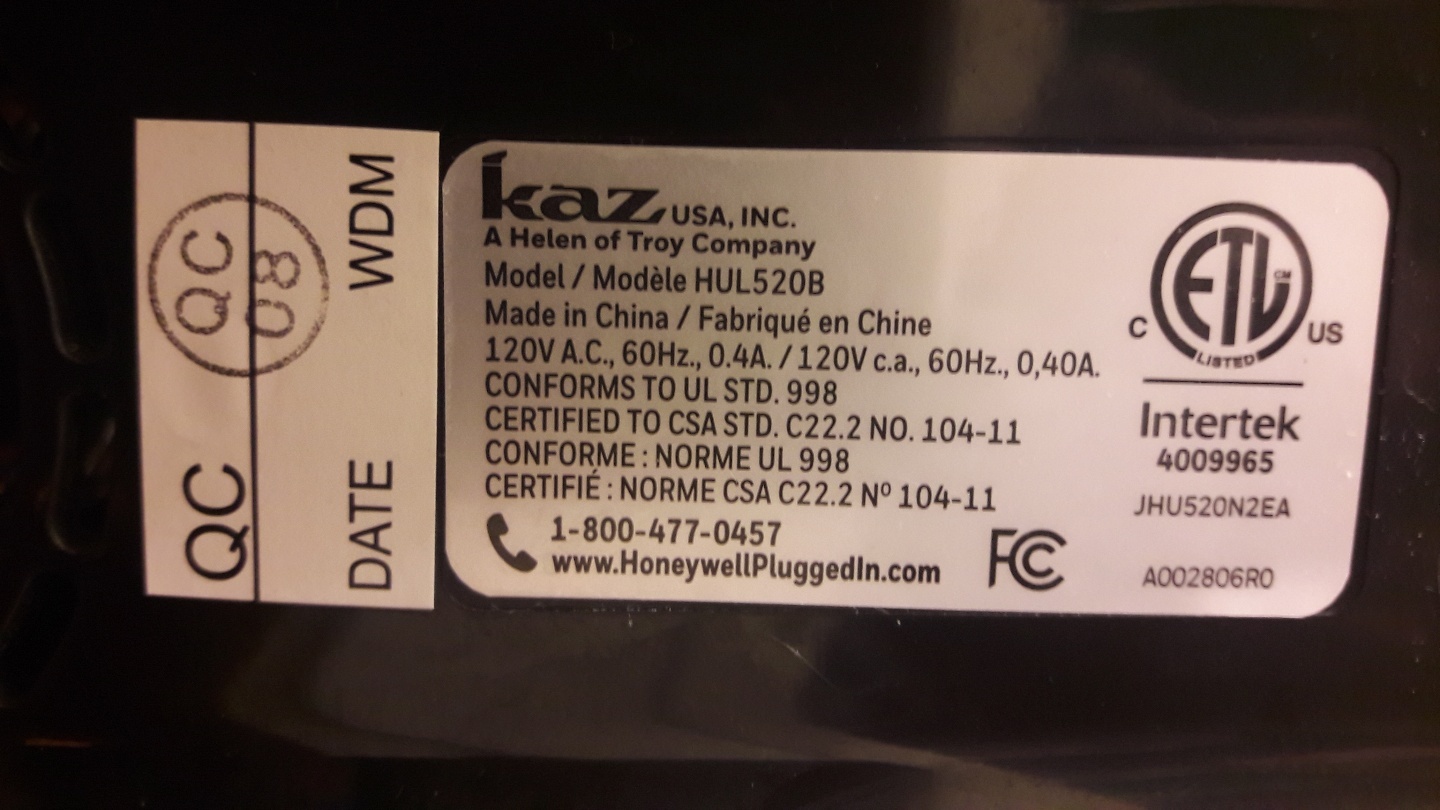 QC
QC
08
DATE
WDM
kaz USA, INC.
A Helen of Troy Company
Model / Modèle HUL520B
Made in China / Fabriqué en Chine
120V A.C., 60Hz., 0.4A. / 120V c.a., 60Hz., 0,40A.
CONFORMS TO UL STD. 998
CERTIFIED TO CSA STD. C22.2 NO. 104-11
CONFORME : NORME UL 998
CERTIFIÉ : NORME CSA C22.2 Nº 104-11
1-800-477-0457
www.HoneywellPluggedIn.com
FCC
ETL CM
C US
LISTED
Intertek
4009965
JHU520N2EA
A002806R0